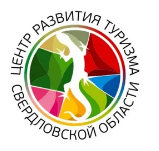 ЦЕНТР РАЗВИТИЯ ТУРИЗМА
СВЕРДЛОВСКОЙ ОБЛАСТИ